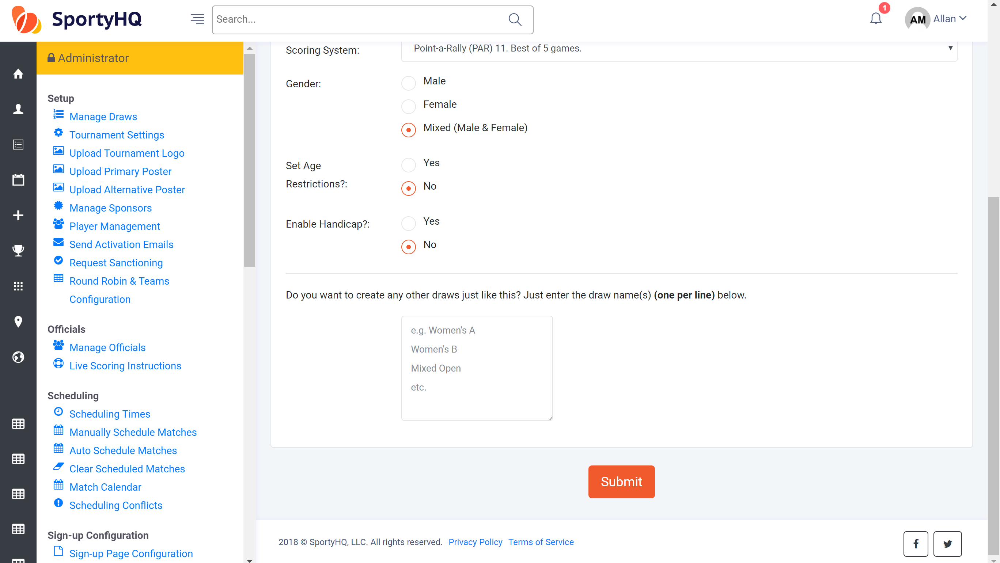 SportyHQ
Search...
1
AM Allan
Administrator
Setup
Manage Draws
Tournament Settings
Upload Tournament Logo
Upload Primary Poster
Upload Alternative Poster
Manage Sponsors
Player Management
Send Activation Emails
Request Sanctioning
Round Robin & Teams
Configuration
Officials
Manage Officials
Live Scoring Instructions
Scheduling
Scheduling Times
Manually Schedule Matches
Auto Schedule Matches
Clear Scheduled Matches
Match Calendar
Scheduling Conflicts
Sign-up Configuration
Sign-up Page Configuration
Scoring System: Point-a-Rally (PAR) 11. Best of 5 games.
Gender: Male
Female
Mixed (Male & Female)
Set Age
Restrictions?:
Yes
No
Enable Handicap?: Yes
No
Do you want to create any other draws just like this? Just enter the draw name(s) (one per line) below.
e.g. Women's A
Women's B
Mixed Open
etc.
Submit
2018 © SportyHQ, LLC. All rights reserved. Privacy Policy Terms of Service